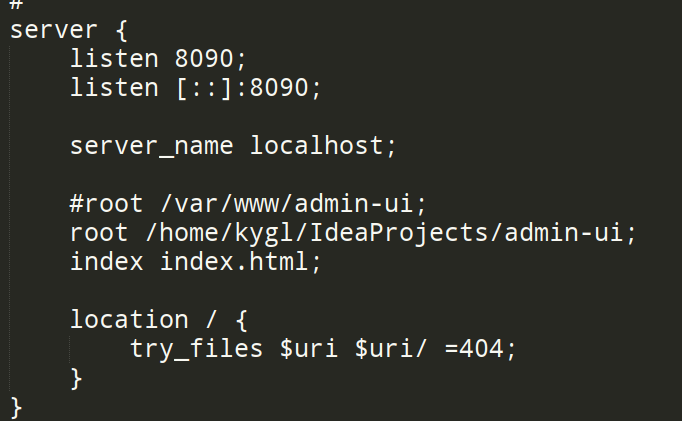 #
server {
    listen 8090;
    listen [::]:8090;

    server_name localhost;

    #root /var/www/admin-ui;
    root /home/kygl/IdeaProjects/admin-ui;
    index index.html;

    location / {
        try_files $uri $uri/ =404;
    }
}